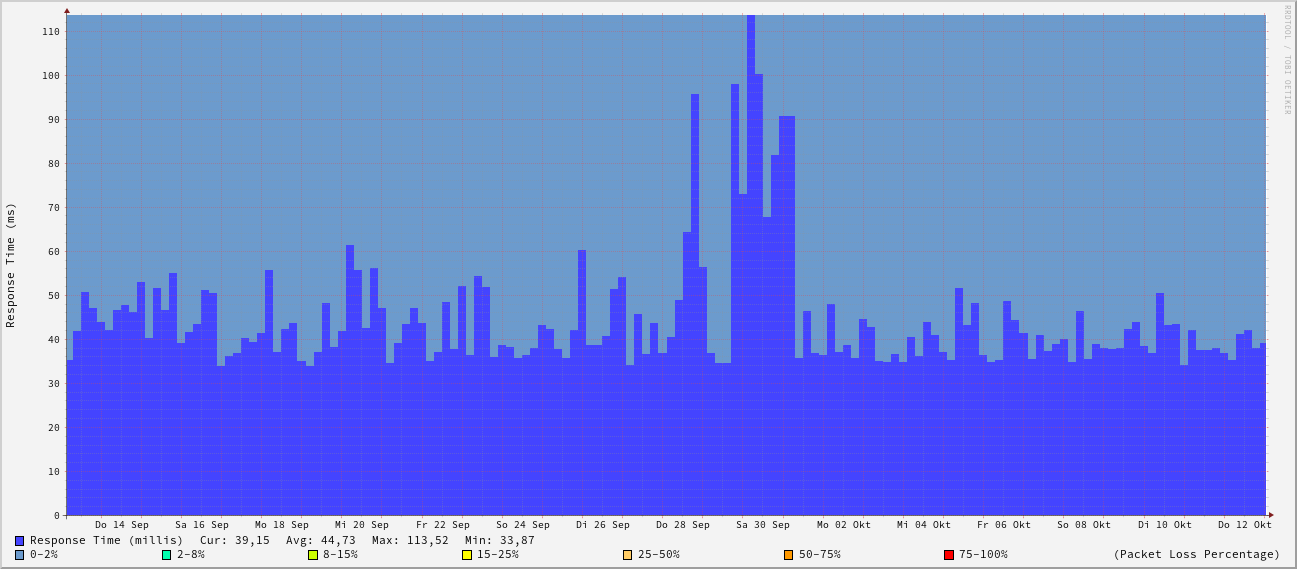 RRDTOOL / TOBI OETIKER
Response Time (ms)
110
100
90
80
70
60
50
40
30
20
10
0
Do 14 Sep Sa 16 Sep Mo 18 Sep Mi 20 Sep Fr 22 Sep So 24 Sep Di 26 Sep Do 28 Sep Sa 30 Sep Mo 02 Okt Mi 04 Okt Fr 06 Okt So 08 Okt Di 10 Okt Do 12 Okt
Response Time (millis) Cur: 39,15 Avg: 44,73 Max: 113,52 Min: 33,87
0-2% 2-8% 8-15% 15-25% 25-50% 50-75% 75-100% (Packet Loss Percentage)